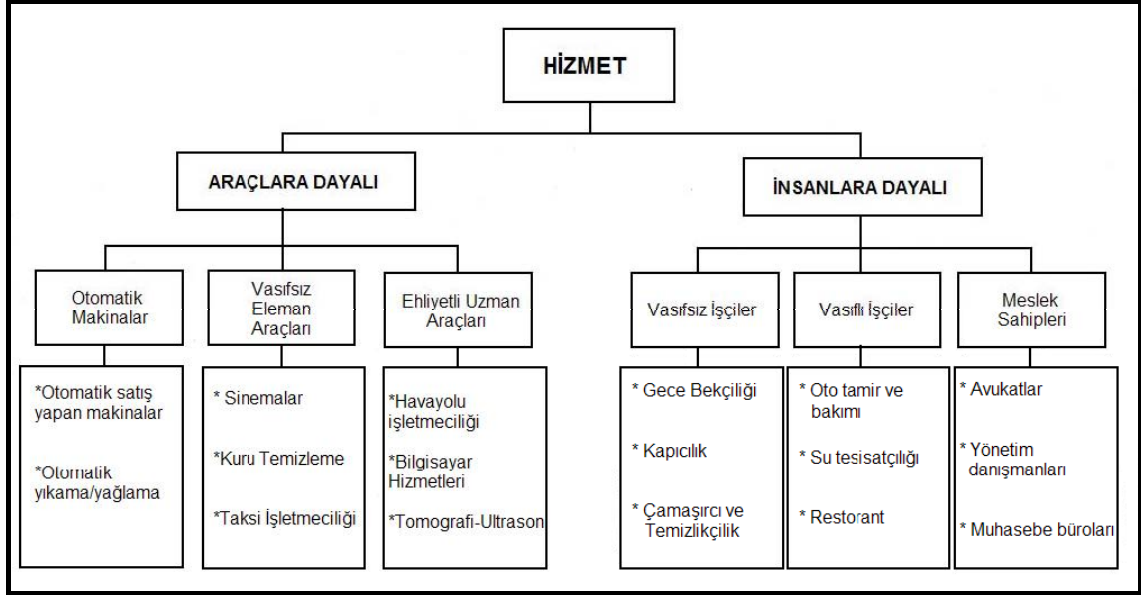 HİZMET
ARAÇLARA DAYALI
İNSANLARA DAYALI
Otomatik
Makinalar
Vasıfsız
Eleman
Araçları
Ehliyetli Uzman
Araçları
Vasıfsız İşçiler
Vasıflı İşçiler
Meslek
Sahipleri
*Otomatik satış
yapan makinalar
*Otomatik
yıkama/yağlama
* Sinemalar
*Kuru Temizleme
*Taksi İşletmeciliği
*Havayolu
işletmeciliği
*Bilgisayar
Hizmetleri
*Tomografi-Ultrason
* Gece Bekçiliği
* Kapıcılık
* Çamaşırcı ve
Temizlikçilik
* Oto tamir ve
bakımı
* Su tesisatçılığı
* Restorant
* Avukatlar
* Yönetim
danışmanları
* Muhasebe büroları